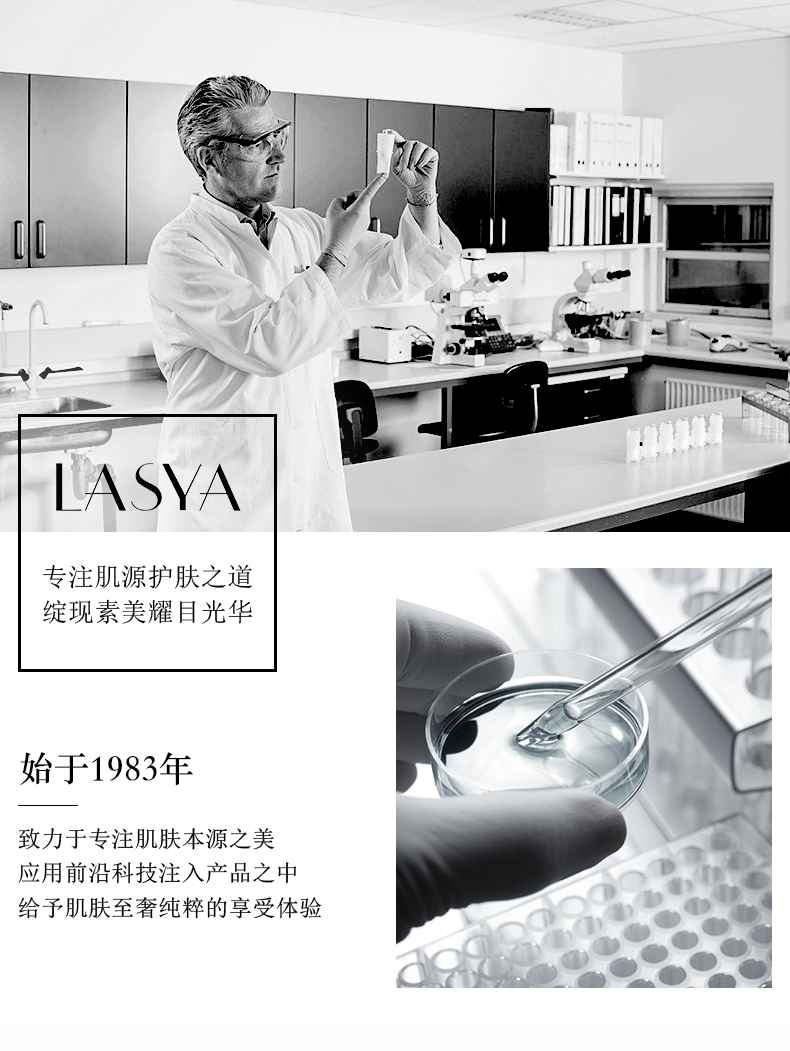 LASYA
专注肌源护肤之道
绽现素美耀目光华
始于1983年
致力于专注肌肤本源之美
应用前沿科技注入产品之中
给予肌肤至奢纯粹的享受体验